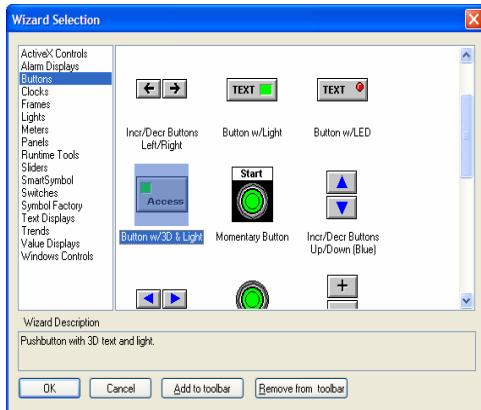 Wizard Selection
ActiveX Controls
Alarm Displays
Buttons
Clocks
Frames
Lights
Meters
Panels
Runtime Tools
Sliders
SmartSymbol
Switches
Symbol Factory
Text Displays
Trends
Value Displays
Windows Controls
TEXT
TEXT
Incr/Decr Buttons
Left/Right
Button w/Light
Button w/LED
Access
Start
Button w/3D & Light
Momentary Button
Incr/Decr Buttons
Up/Down (Blue)
+
Wizard Description
Pushbutton with 3D text and light.
OK
Cancel
Add to toolbar
Remove from toolbar